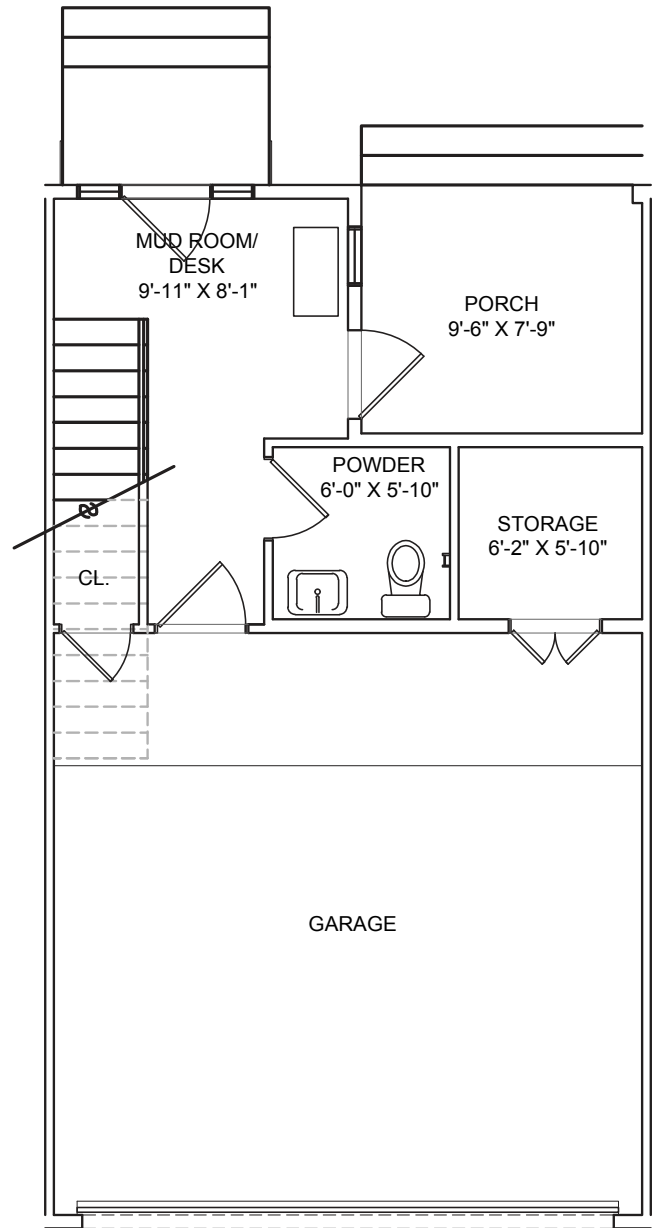 MUD ROOM/
DESK
9'-11" X 8'-1"
PORCH
9'-6" X 7'-9"
POWDER
6'-0" X 5'-10"
STORAGE
6'-2" X 5'-10"
CL.
GARAGE